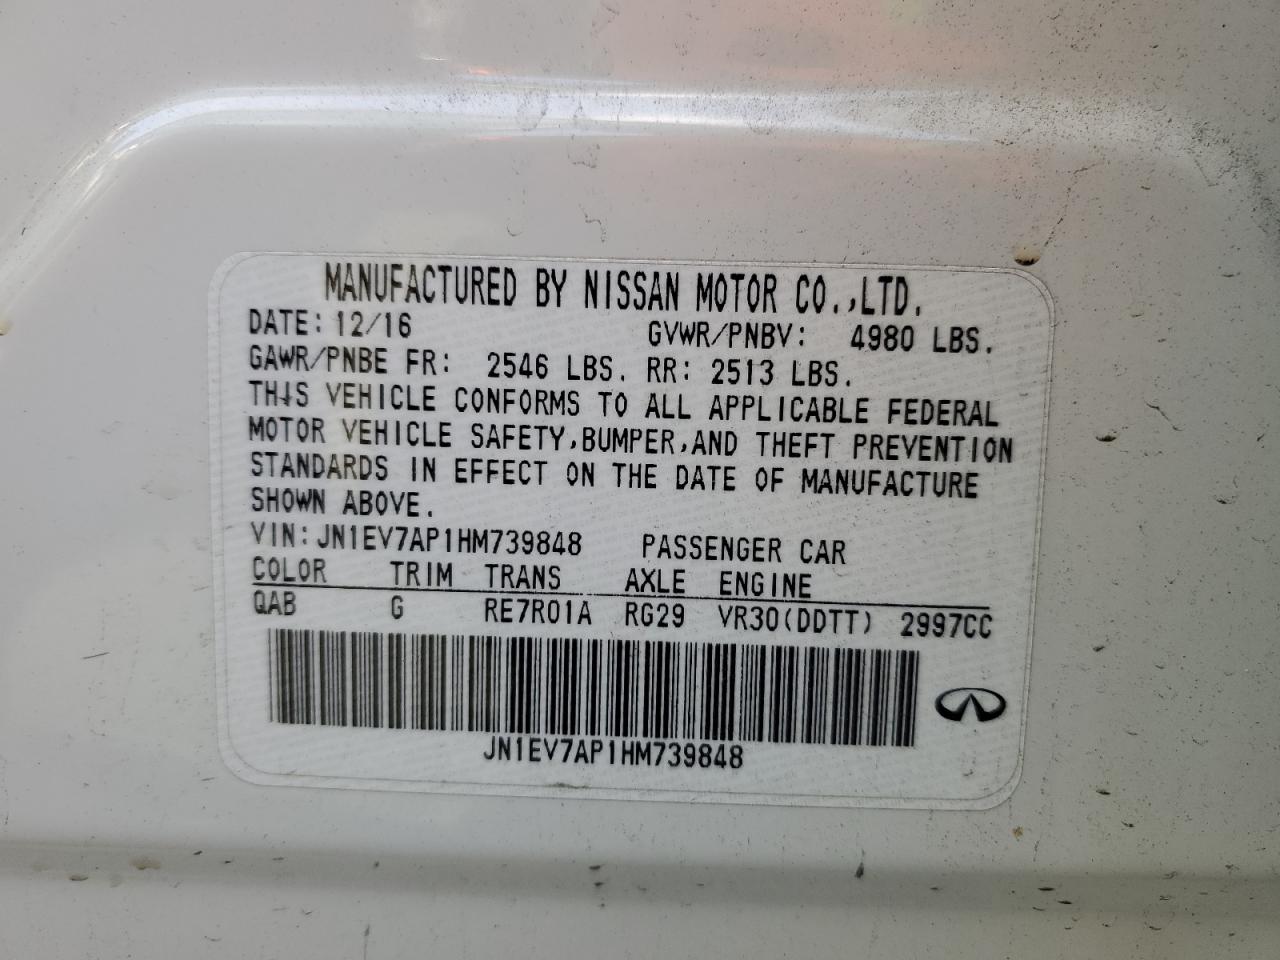 MANUFACTURED BY NISSAN MOTOR CO.,LTD.
DATE: 12/16 GVWR/PNBV: 4980 LBS.
GAWR/PNBE FR: 2546 LBS. RR: 2513 LBS.
THIS VEHICLE CONFORMS TO ALL APPLICABLE FEDERAL
MOTOR VEHICLE SAFETY,BUMPER,AND THEFT PREVENTION
STANDARDS IN EFFECT ON THE DATE OF MANUFACTURE
SHOWN ABOVE.
VIN:JN1EV7AP1HM739848 PASSENGER CAR
COLOR TRIM TRANS AXLE ENGINE
QAB G RE7R01A RG29 VR30(DDTT) 2997CC
JN1EV7AP1HM739848